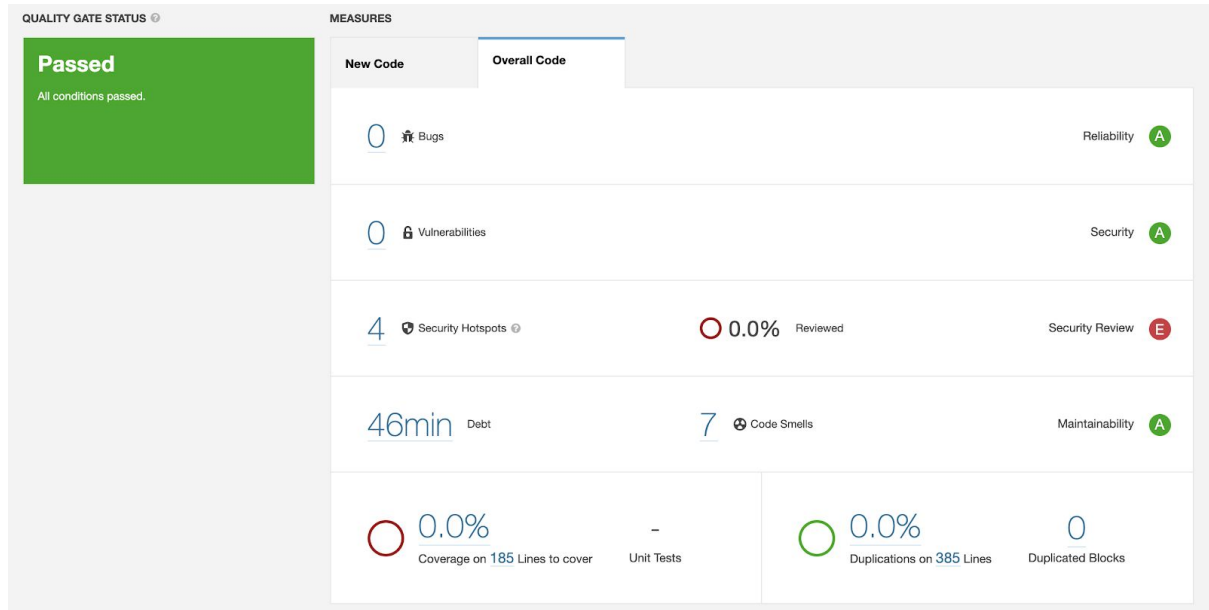 QUALITY GATE STATUS
MEASURES
Passed
All conditions passed.
New Code
Overall Code
0 Bugs
Reliability A
0 Vulnerabilities
Security A
4 Security Hotspots
0.0% Reviewed
Security Review E
46min Debt
7 Code Smells
Maintainability A
0.0%
Coverage on 185 Lines to cover
-
Unit Tests
0.0%
Duplications on 385 Lines
0
Duplicated Blocks